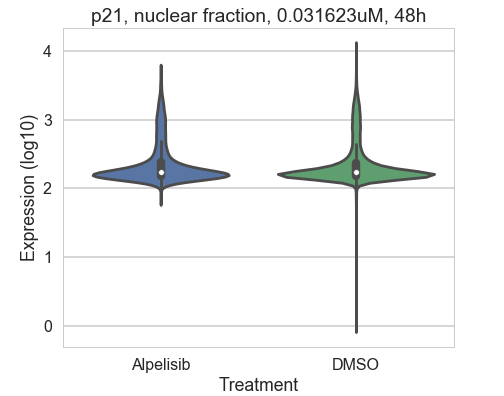 p21, nuclear fraction, 0.031623uM, 48h
Expression (log10)
4
3
2
1
0
Alpelisib DMSO
Treatment